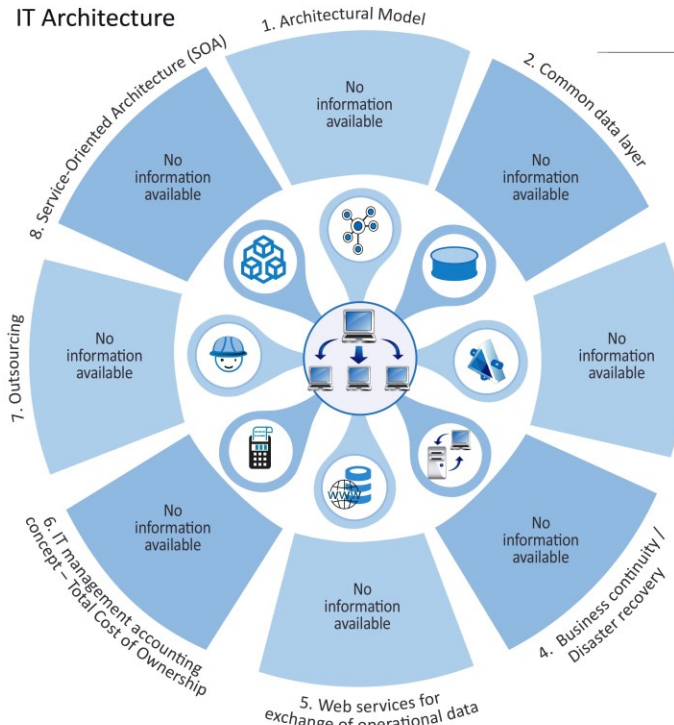 IT Architecture
1. Architectural Model
No
information
available
2. Common data layer
No
information
available
No
information
available
4. Business continuity /
Disaster recovery
No
information
available
5. Web services for
exchange of operational data
No
information
available
6. IT management accounting
concept – Total Cost of Ownership
No
information
available
7. Outsourcing
No
information
available
8. Service-Oriented Architecture (SOA)
No
information
available
WWW